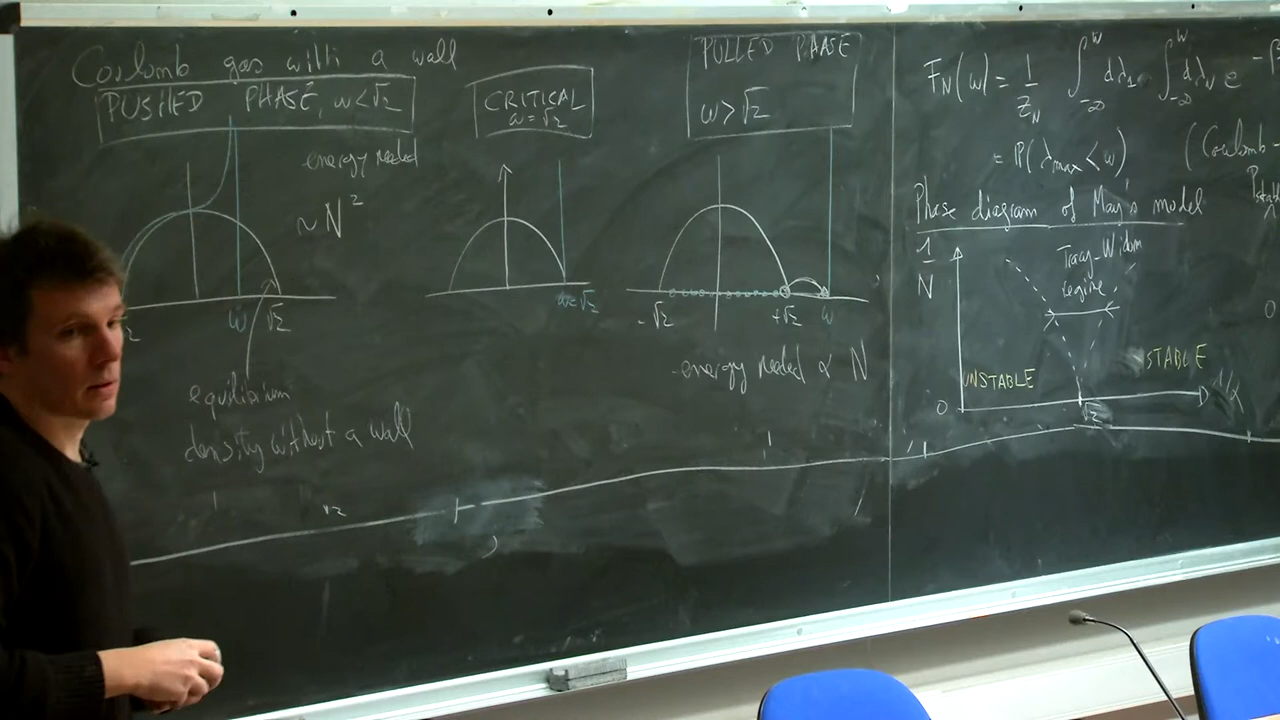 Coulomb gas with a wall
PUSHED PHASE, w<√2
energy needed
~N²
w √2
equilibrium
density without a wall
CRITICAL
w=√2
PULLED PHASE
w>√2
-√2 +√2 w
energy needed ∝ N
F_N(w) = 1/Z_N ∫_{-∞}^{w} dλ₁ ∫_{-∞}^{w} dλ_N e
= P(λmax < w) (Coulomb
Phase diagram of May's model
1/N
Tracy-Widom
regime
UNSTABLE STABLE
0 √2 1/α